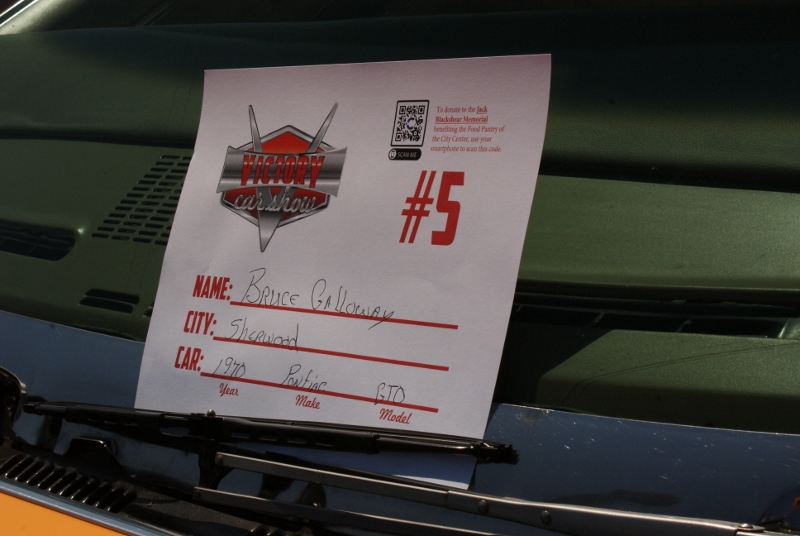 VICTORY
car show
To donate to the Jack
Blackshear Memorial
benefiting the Food Pantry of
the City Center, use your
smartphone to scan this code.
SCAN ME
#5
NAME: Bruce Galloway
CITY: Sherwood
CAR: 1970 Pontiac GTO
Year Make Model